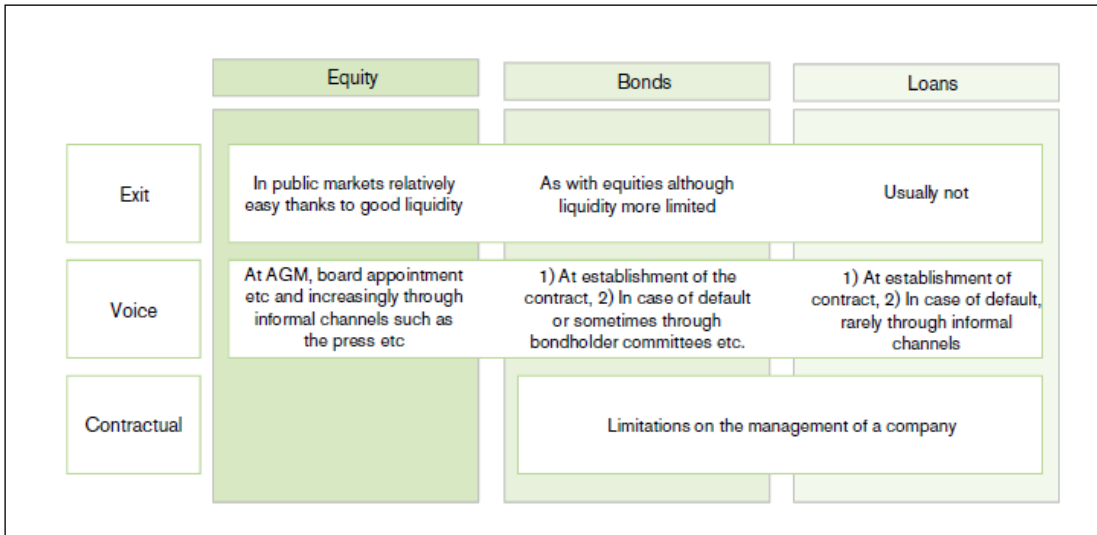 Equity
Bonds
Loans
Exit
In public markets relatively
easy thanks to good liquidity
As with equities although
liquidity more limited
Usually not
Voice
At AGM, board appointment
etc and increasingly through
informal channels such as
the press etc
1) At establishment of the
contract, 2) In case of default
or sometimes through
bondholder committees etc.
1) At establishment of
contract, 2) In case of default,
rarely through informal
channels
Contractual
Limitations on the management of a company